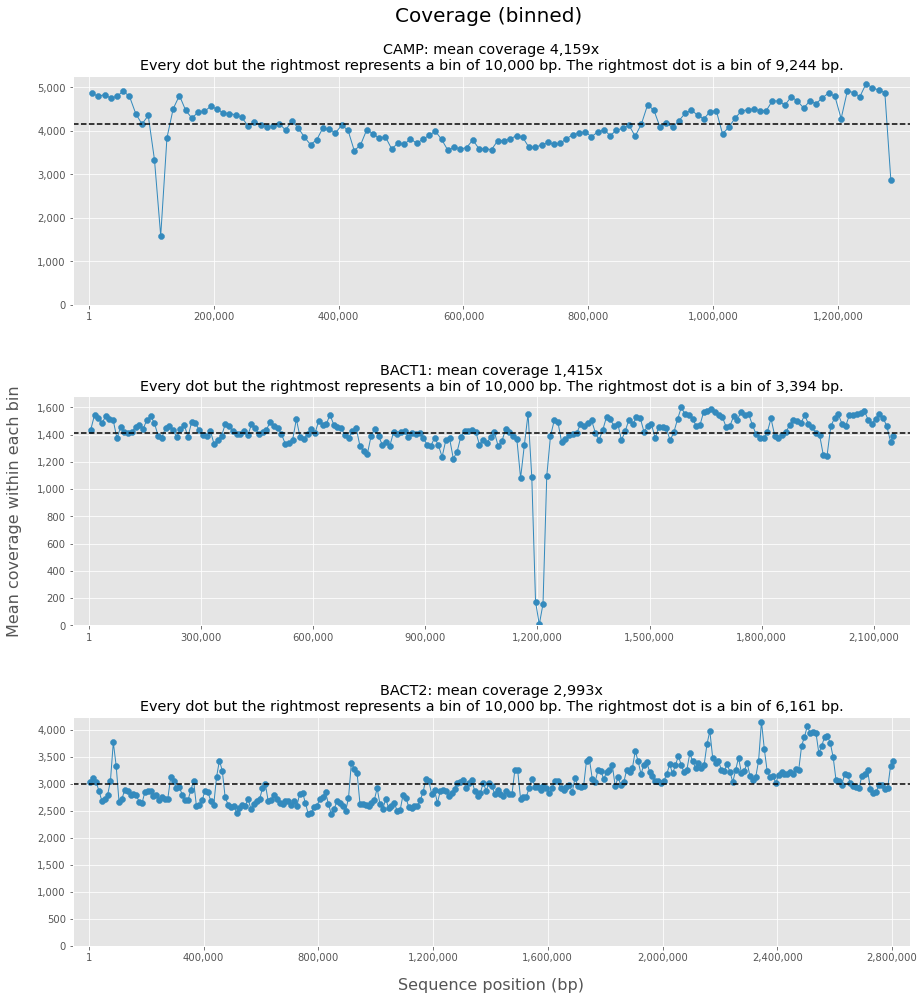 Coverage (binned)
CAMP: mean coverage 4,159x
Every dot but the rightmost represents a bin of 10,000 bp. The rightmost dot is a bin of 9,244 bp.
5,000
4,000
3,000
2,000
1,000
0
1 200,000 400,000 600,000 800,000 1,000,000 1,200,000
BACT1: mean coverage 1,415x
Every dot but the rightmost represents a bin of 10,000 bp. The rightmost dot is a bin of 3,394 bp.
Mean coverage within each bin
1,600
1,400
1,200
1,000
800
600
400
200
0
1 300,000 600,000 900,000 1,200,000 1,500,000 1,800,000 2,100,000
BACT2: mean coverage 2,993x
Every dot but the rightmost represents a bin of 10,000 bp. The rightmost dot is a bin of 6,161 bp.
4,000
3,500
3,000
2,500
2,000
1,500
1,000
500
0
1 400,000 800,000 1,200,000 1,600,000 2,000,000 2,400,000 2,800,000
Sequence position (bp)